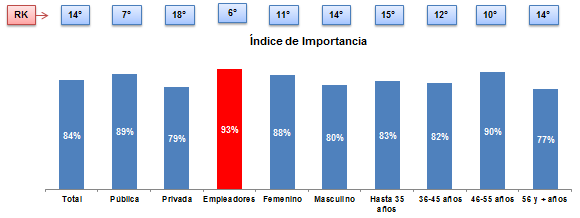 RK 14° 7° 18° 6° 11° 14° 15° 12° 10° 14°
Índice de Importancia
84% 89% 79% 93% 88% 80% 83% 82% 90% 77%
Total Pública Privada Empleadores Femenino Masculino Hasta 35 años 36-45 años 46-55 años 56 y + años